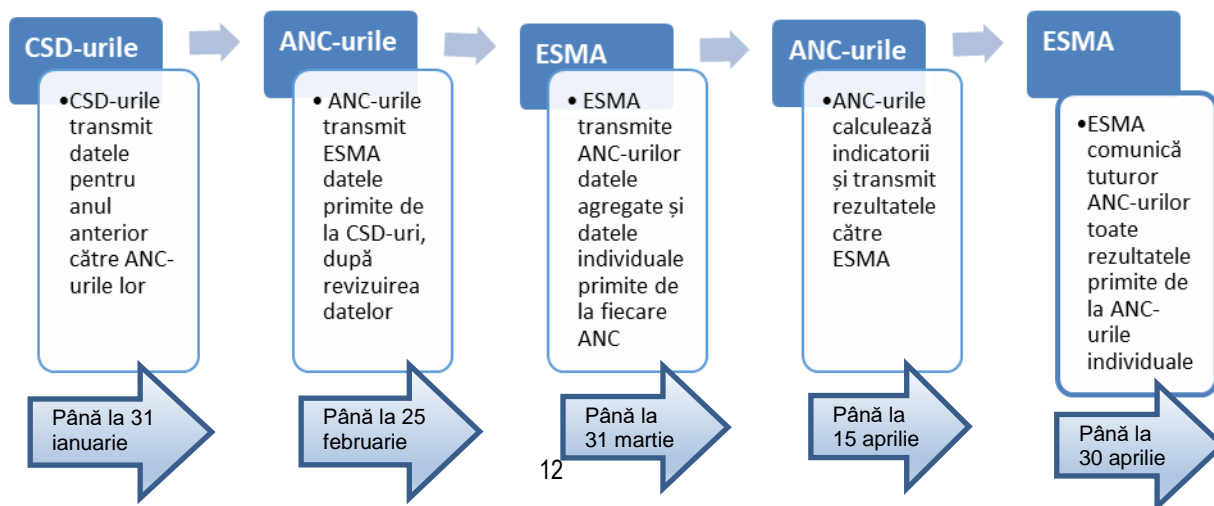 CSD-urile
•CSD-urile
transmit
datele
pentru
anul
anterior
către ANC-
urile lor
Până la 31
ianuarie
ANC-urile
• ANC-urile
transmit
ESMA
datele
primite de
la CSD-uri,
după
revizuirea
datelor
Până la 25
februarie
ESMA
• ESMA
transmite
ANC-urilor
datele
agregate și
datele
individuale
primite de
la fiecare
ANC
Până la
31 martie
ANC-urile
•ANC-urile
calculează
indicatorii
și transmit
rezultatele
către
ESMA
Până la
15 aprilie
ESMA
•ESMA
comunică
tuturor
ANC-urilor
toate
rezultatele
primite de
la ANC-
urile
individuale
Până la
30 aprilie
12